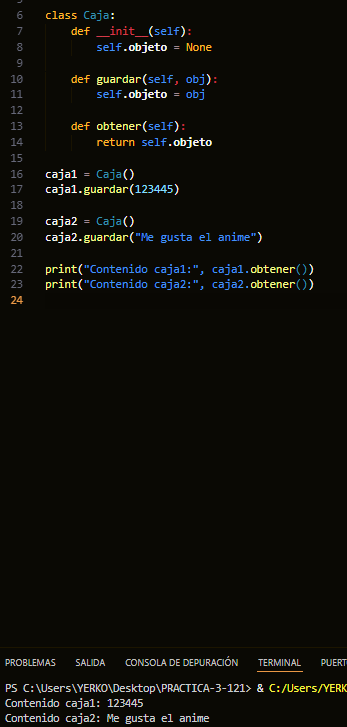 6 class Caja:
7 def __init__(self):
8 self.objeto = None
9
10 def guardar(self, obj):
11 self.objeto = obj
12
13 def obtener(self):
14 return self.objeto
15
16 caja1 = Caja()
17 caja1.guardar(123445)
18
19 caja2 = Caja()
20 caja2.guardar("Me gusta el anime")
21
22 print("Contenido caja1:", caja1.obtener())
23 print("Contenido caja2:", caja2.obtener())
24
PROBLEMAS SALIDA CONSOLA DE DEPURACIÓN TERMINAL PUERT
PS C:\Users\YERKO\Desktop\PRACTICA-3-121> & C:/Users/YERK
Contenido caja1: 123445
Contenido caja2: Me gusta el anime